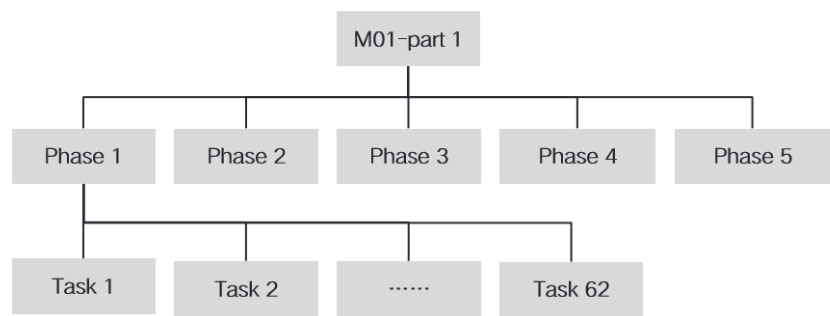 M01-part 1
Phase 1
Phase 2
Phase 3
Phase 4
Phase 5
Task 1
Task 2
……
Task 62